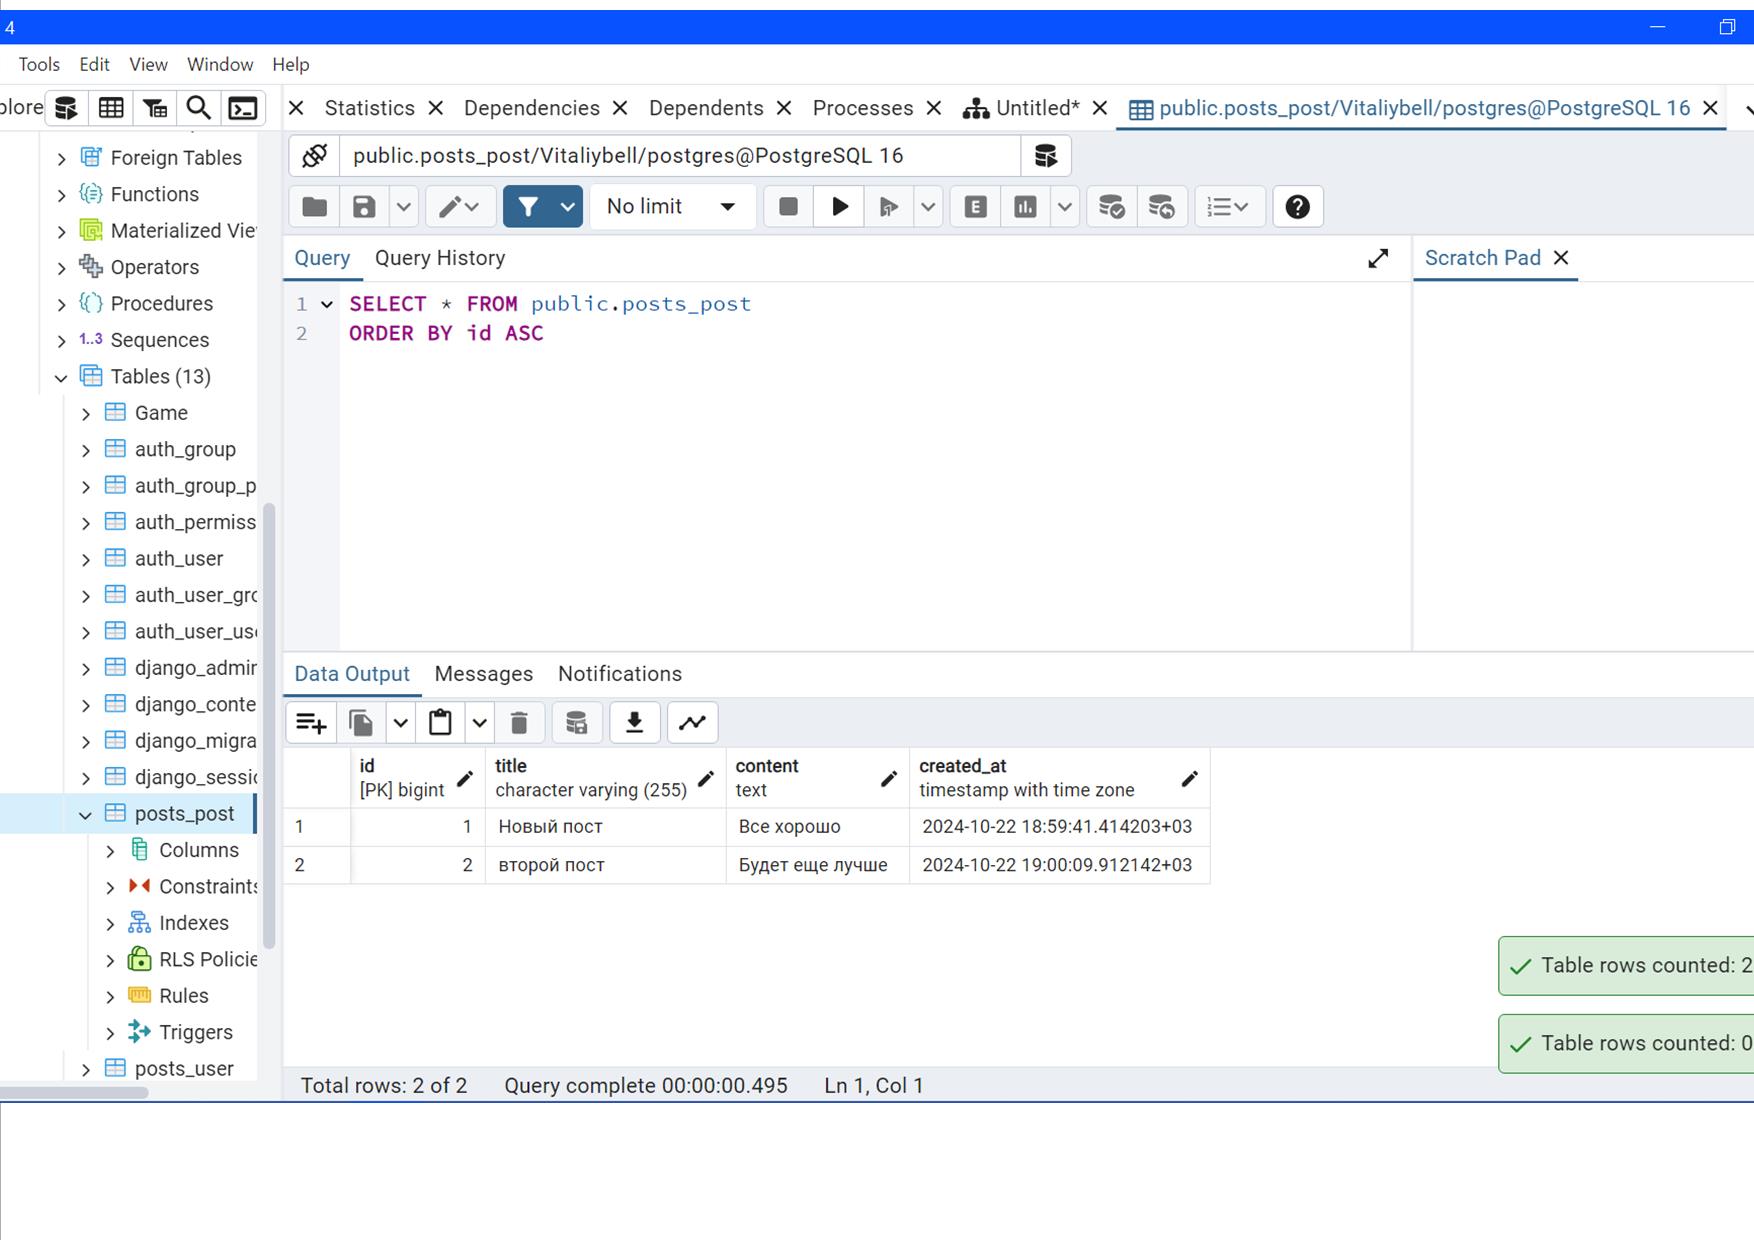 4
Tools Edit View Window Help
plore
Statistics Dependencies Dependents Processes Untitled* public.posts_post/Vitaliybell/postgres@PostgreSQL 16
public.posts_post/Vitaliybell/postgres@PostgreSQL 16
No limit
E
Query Query History Scratch Pad
1 SELECT * FROM public.posts_post
2 ORDER BY id ASC
Foreign Tables
Functions
Materialized Vie
Operators
Procedures
1..3 Sequences
Tables (13)
Game
auth_group
auth_group_p
auth_permiss
auth_user
auth_user_gro
auth_user_use
django_admin
django_conte
django_migra
django_sessio
posts_post
Columns
Constraints
Indexes
RLS Policie
Rules
Triggers
posts_user
Data Output Messages Notifications
id title content created_at
[PK] bigint character varying (255) text timestamp with time zone
1 1 Новый пост Все хорошо 2024-10-22 18:59:41.414203+03
2 2 второй пост Будет еще лучше 2024-10-22 19:00:09.912142+03
Table rows counted: 2
Table rows counted: 0
Total rows: 2 of 2 Query complete 00:00:00.495 Ln 1, Col 1